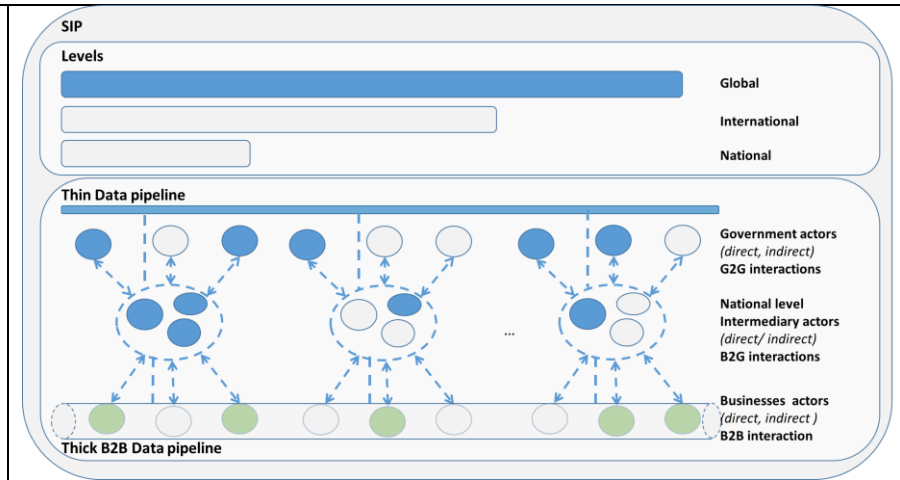 SIP
Levels
Global
International
National
Thin Data pipeline
Government actors
(direct, indirect)
G2G interactions
National level
Intermediary actors
(direct/ indirect)
B2G interactions
...
Businesses actors
(direct, indirect )
B2B interaction
Thick B2B Data pipeline